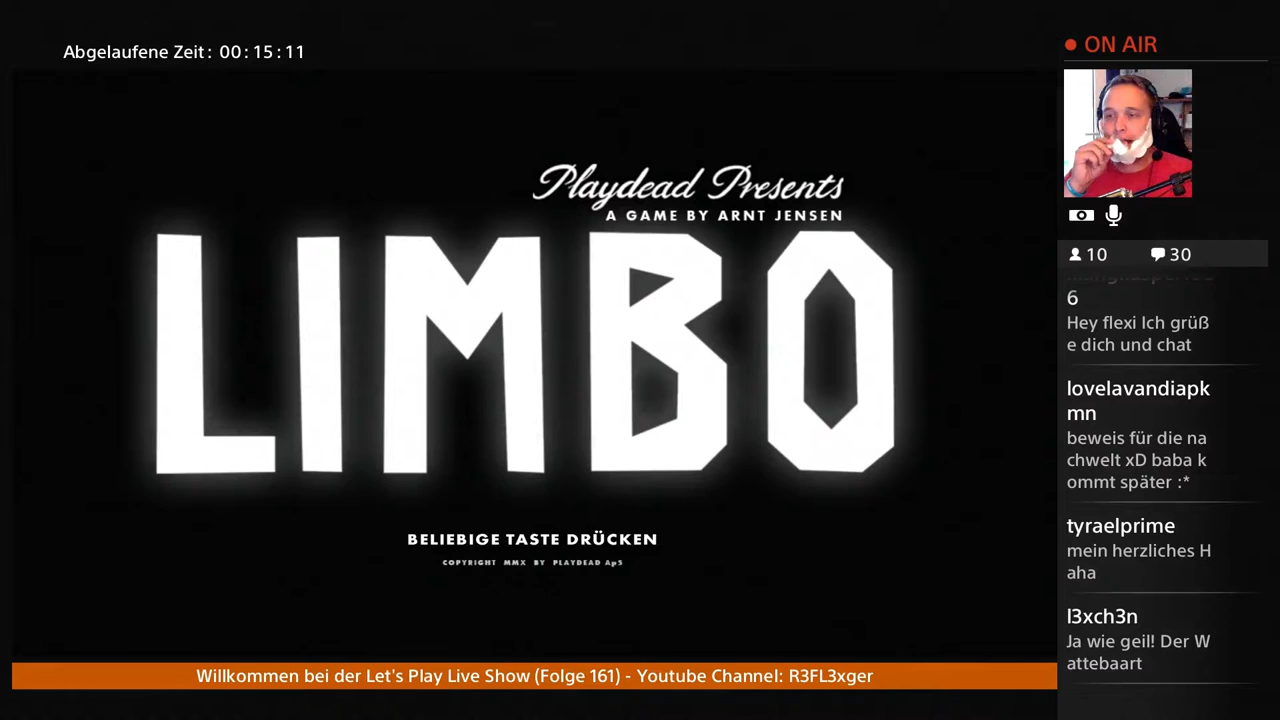 Abgelaufene Zeit: 00:15:11
ON AIR
Playdead Presents
A GAME BY ARNT JENSEN
LIMBO
BELIEBIGE TASTE DRÜCKEN
COPYRIGHT MMX BY PLAYDEAD ApS
10 30
6
Hey flexi Ich grüß
e dich und chat
lovelavandiapk
mn
beweis für die na
chwelt xD baba k
ommt später :*
tyraelprime
mein herzliches H
aha
l3xch3n
Ja wie geil! Der W
attebaart
Willkommen bei der Let's Play Live Show (Folge 161) - Youtube Channel: R3FL3xger